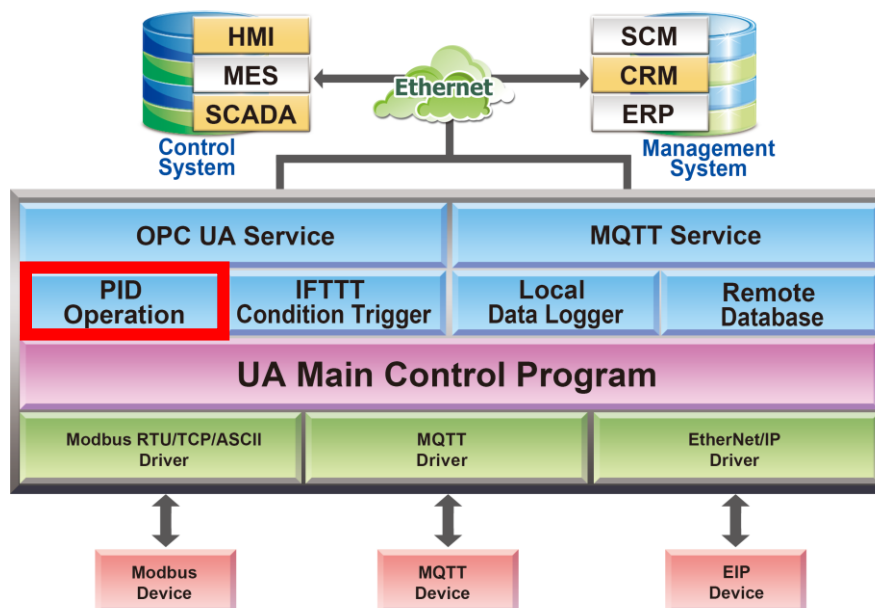 HMI
MES
SCADA
Control
System
Ethernet
SCM
CRM
ERP
Management
System
OPC UA Service
MQTT Service
PID
Operation
IFTTT
Condition Trigger
Local
Data Logger
Remote
Database
UA Main Control Program
Modbus RTU/TCP/ASCII
Driver
MQTT
Driver
EtherNet/IP
Driver
Modbus
Device
MQTT
Device
EIP
Device